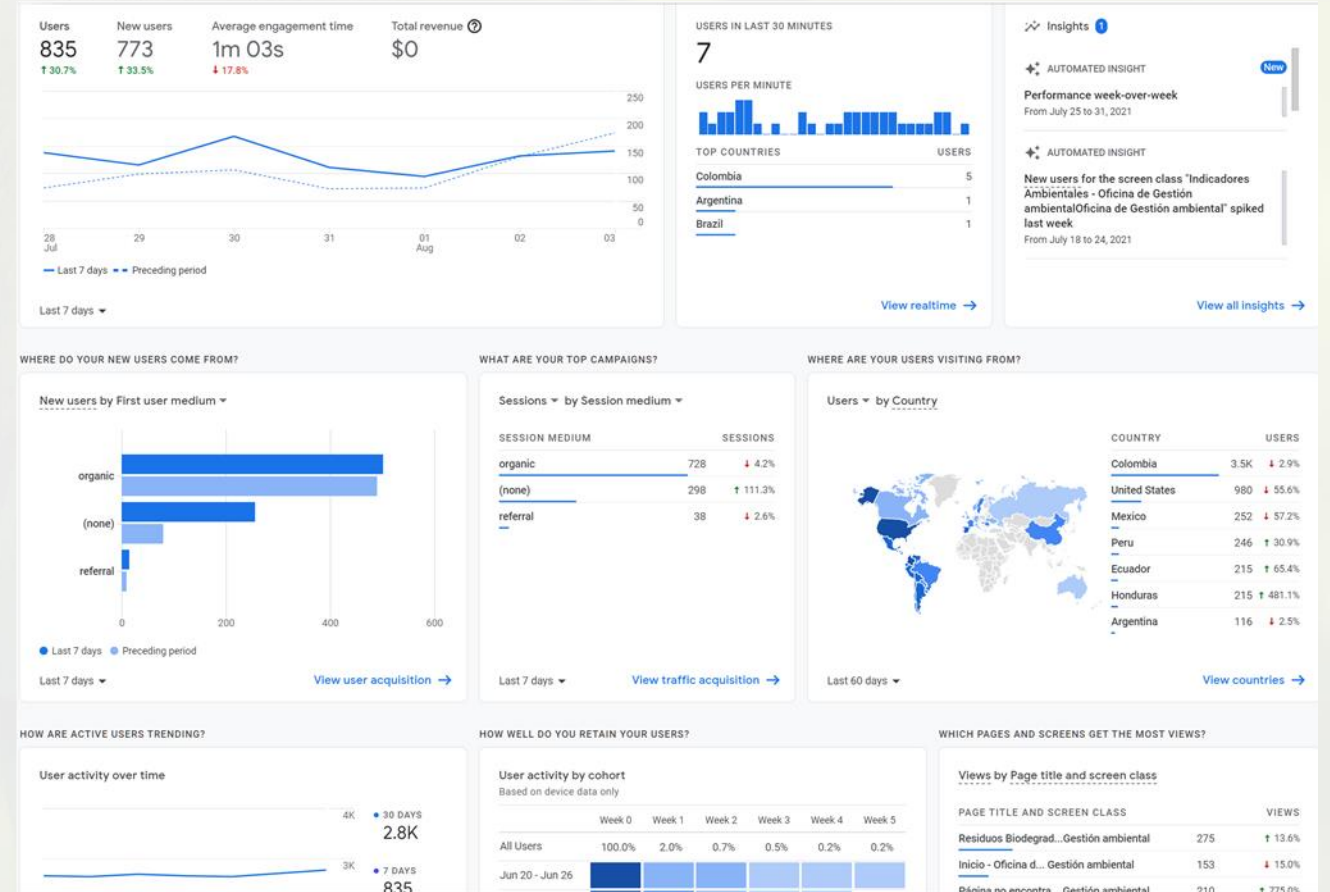 Users New users Average engagement time Total revenue
835 773 1m 03s $0
↑ 30.7% ↑ 33.5% ↓ 17.8%
250
200
150
100
50
0
28 29 30 31 01 02 03
Jul Aug
Last 7 days Preceding period
Last 7 days
USERS IN LAST 30 MINUTES
7
USERS PER MINUTE
TOP COUNTRIES USERS
Colombia 5
Argentina 1
Brazil 1
View realtime →
Insights 1
AUTOMATED INSIGHT New
Performance week-over-week
From July 25 to 31, 2021
AUTOMATED INSIGHT
New users for the screen class "Indicadores
Ambientales - Oficina de Gestión
ambientalOficina de Gestión ambiental" spiked
last week
From July 18 to 24, 2021
View all insights →
WHERE DO YOUR NEW USERS COME FROM?
New users by First user medium
organic
(none)
referral
0 200 400 600
Last 7 days Preceding period
Last 7 days View user acquisition →
WHAT ARE YOUR TOP CAMPAIGNS?
Sessions by Session medium
SESSION MEDIUM SESSIONS
organic 728 ↓ 4.2%
(none) 298 ↑ 111.3%
referral 38 ↓ 2.6%
Last 7 days View traffic acquisition →
WHERE ARE YOUR USERS VISITING FROM?
Users by Country
COUNTRY USERS
Colombia 3.5K ↓ 2.9%
United States 980 ↓ 55.6%
Mexico 252 ↓ 57.2%
Peru 246 ↑ 30.9%
Ecuador 215 ↑ 65.4%
Honduras 215 ↑ 481.1%
Argentina 116 ↓ 2.5%
Last 60 days View countries →
HOW ARE ACTIVE USERS TRENDING?
User activity over time
4K
3K
30 DAYS
2.8K
7 DAYS
835
HOW WELL DO YOU RETAIN YOUR USERS?
User activity by cohort
Based on device data only
Week 0 Week 1 Week 2 Week 3 Week 4 Week 5
All Users 100.0% 2.0% 0.7% 0.5% 0.2% 0.2%
Jun 20 - Jun 26
WHICH PAGES AND SCREENS GET THE MOST VIEWS?
Views by Page title and screen class
PAGE TITLE AND SCREEN CLASS VIEWS
Residuos Biodegrad...Gestión ambiental 275 ↑ 13.6%
Inicio - Oficina d... Gestión ambiental 153 ↓ 15.0%
Página no encontra... Gestión ambiental 210 ↑ 775.0%